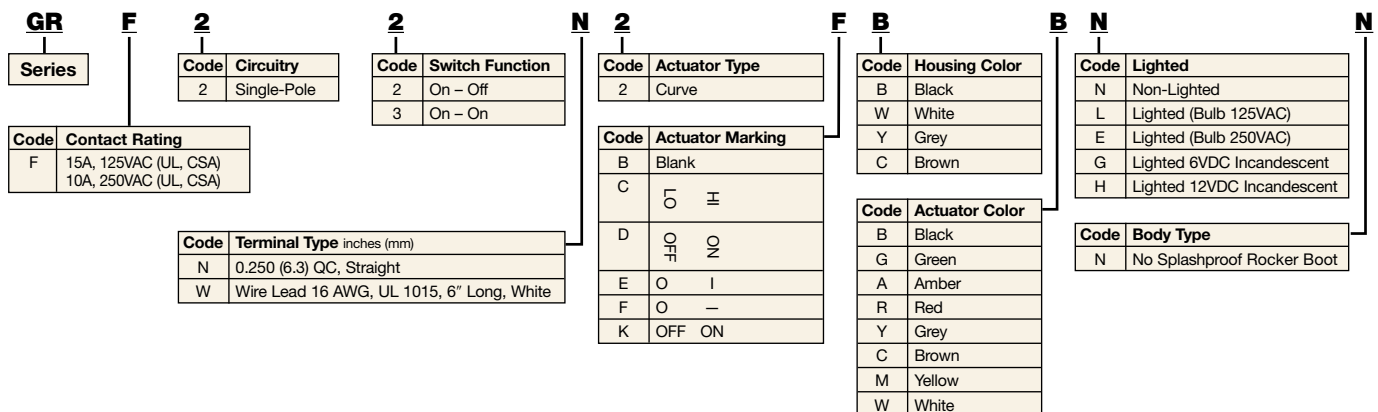 GR F 2 2 N 2 F B B N N
Series
Code Contact Rating
F 15A, 125VAC (UL, CSA)
10A, 250VAC (UL, CSA)
Code Circuitry
2 Single-Pole
Code Switch Function
2 On – Off
3 On – On
Code Terminal Type inches (mm)
N 0.250 (6.3) QC, Straight
W Wire Lead 16 AWG, UL 1015, 6″ Long, White
Code Actuator Type
2 Curve
Code Actuator Marking
B Blank
C LO HI
D OFF ON
E O I
F O —
K OFF ON
Code Housing Color
B Black
W White
Y Grey
C Brown
Code Actuator Color
B Black
G Green
A Amber
R Red
Y Grey
C Brown
M Yellow
W White
Code Lighted
N Non-Lighted
L Lighted (Bulb 125VAC)
E Lighted (Bulb 250VAC)
G Lighted 6VDC Incandescent
H Lighted 12VDC Incandescent
Code Body Type
N No Splashproof Rocker Boot